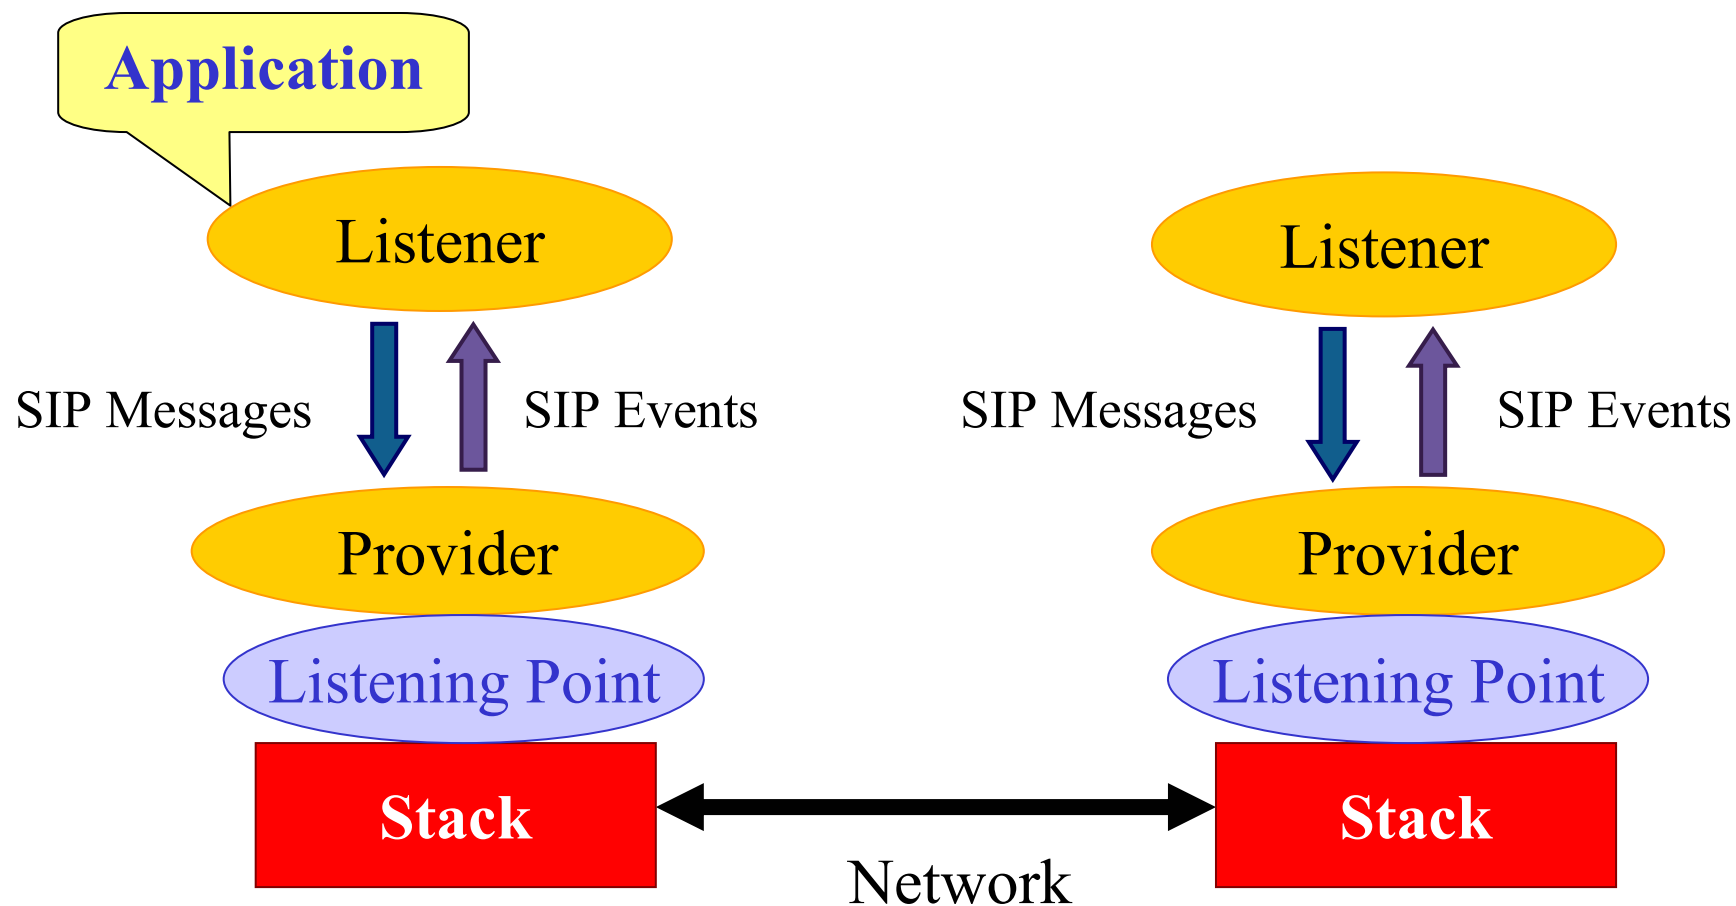 Application
Listener
Listener
SIP Messages
SIP Events
SIP Messages
SIP Events
Provider
Provider
Listening Point
Listening Point
Stack
Stack
Network